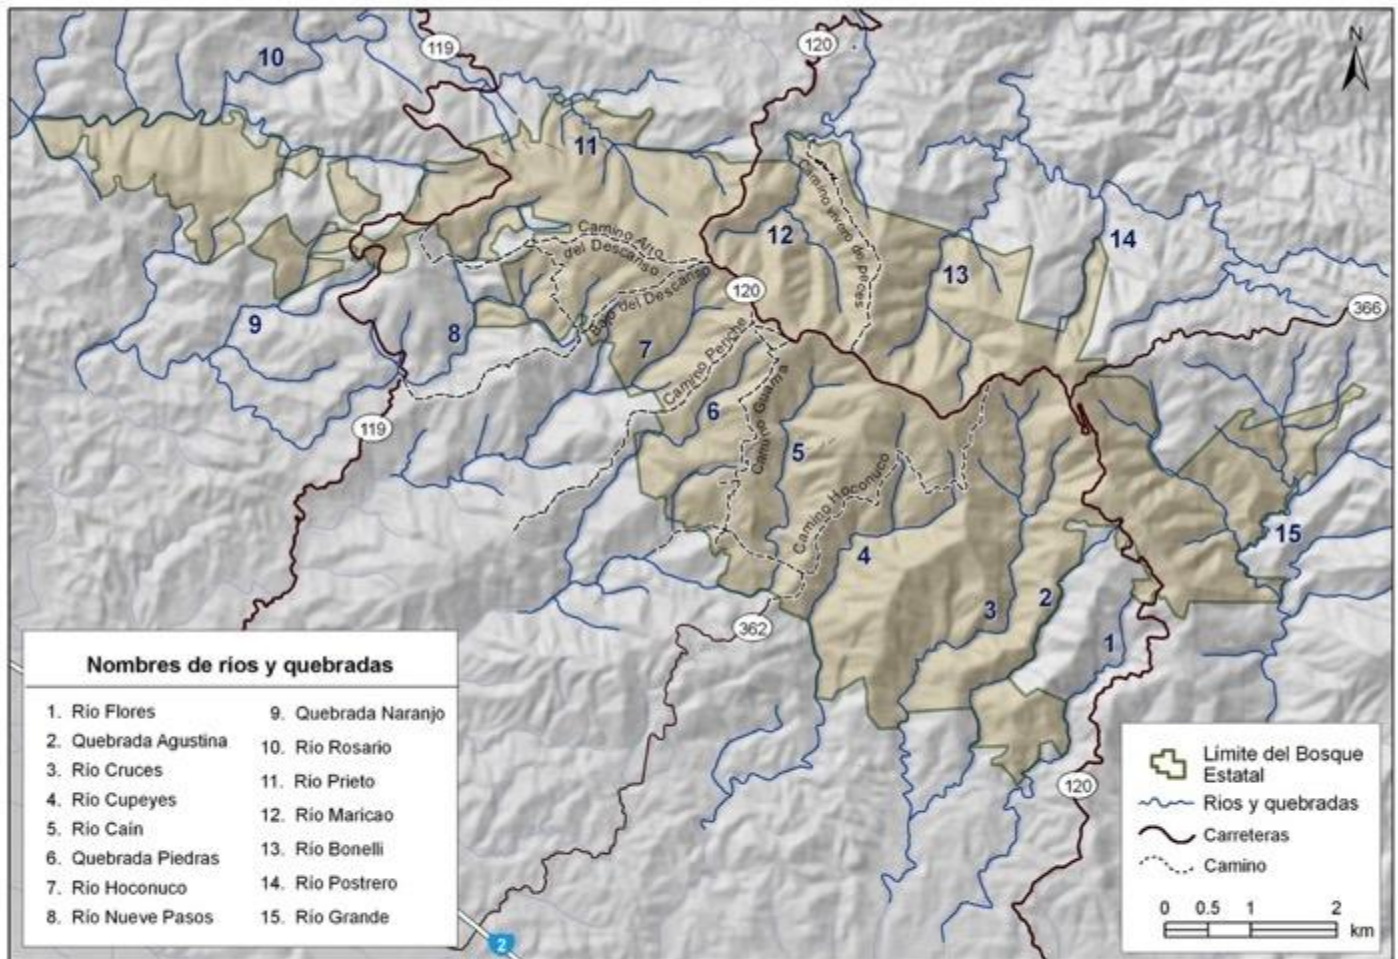 10
119
120
N
11
Camino vivero de peces
12
Camino Alto
del Descanso
Bajo del Descanso
13
14
120
366
9
8
7
Camino Periche
6
Camino Guama
119
5
Camino Hoconuco
4
15
3
2
1
362
120
2
Nombres de ríos y quebradas
1. Río Flores
2. Quebrada Agustina
3. Río Cruces
4. Río Cupeyes
5. Río Caín
6. Quebrada Piedras
7. Río Hoconuco
8. Río Nueve Pasos
9. Quebrada Naranjo
10. Río Rosario
11. Río Prieto
12. Río Maricao
13. Río Bonelli
14. Río Postrero
15. Río Grande
Límite del Bosque
Estatal
Rios y quebradas
Carreteras
Camino
0 0.5 1 2
km